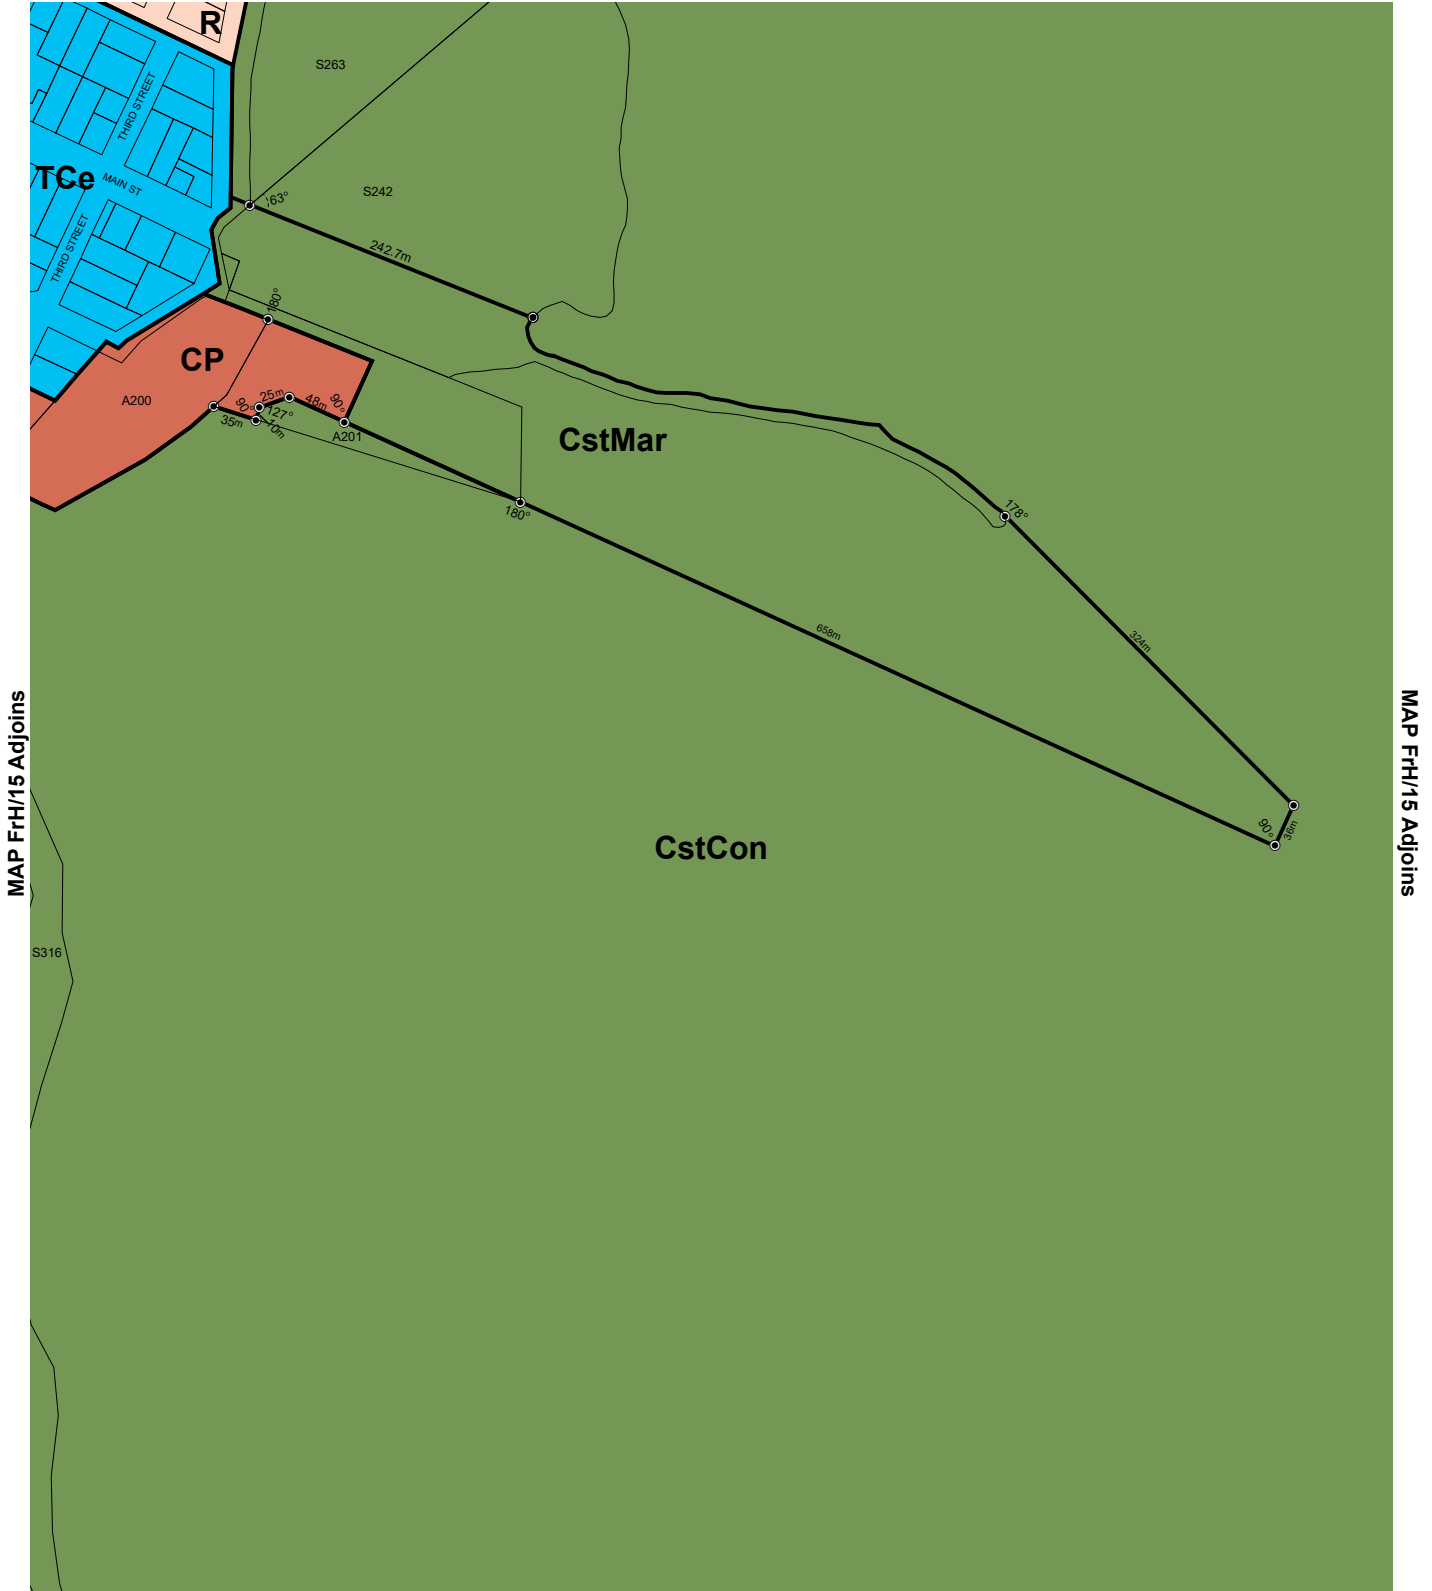 R
S263
THIRD STREET
TCe
MAIN ST
S242
63°
THIRD STREET
242.7m
180°
CP
A200
25m
48m
90°
90°
127°
35m
10m
A201
CstMar
180°
178°
658m
324m
MAP FrH/15 Adjoins
MAP FrH/15 Adjoins
90°
36m
CstCon
S316